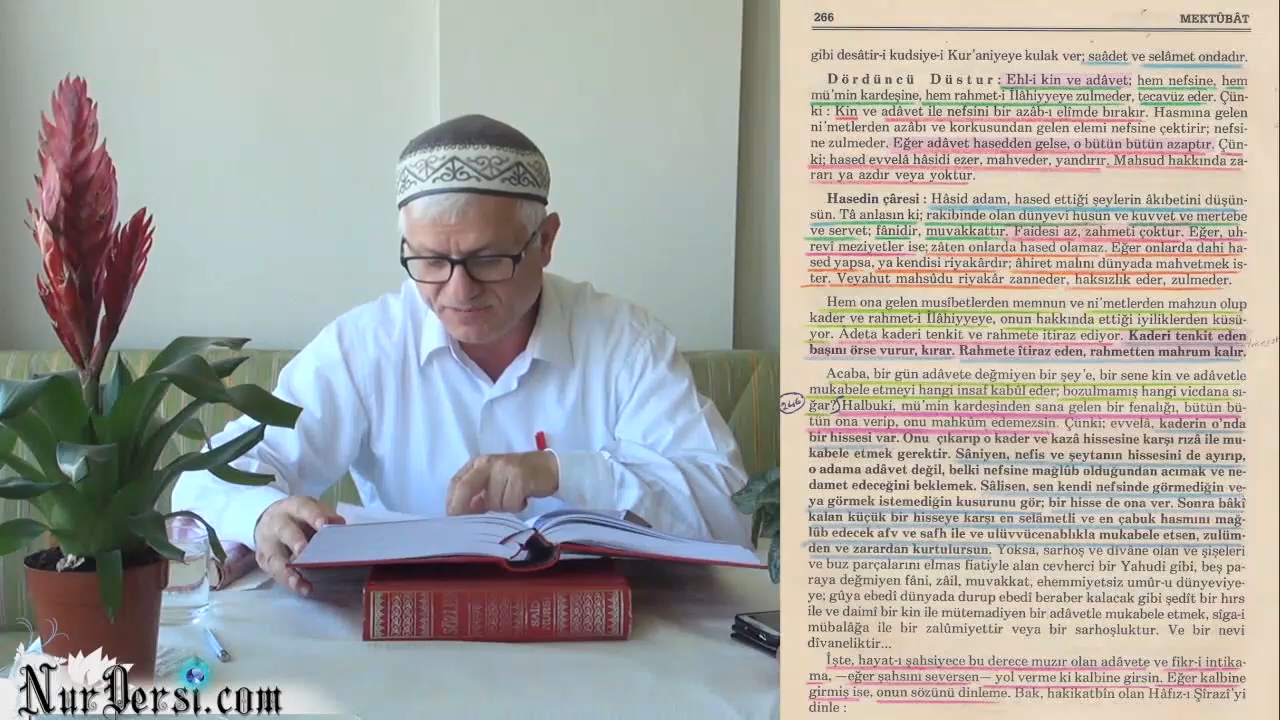 266 MEKTÛBÂT
gibi desâtir-i kudsiye-i Kur'aniyeye kulak ver; saâdet ve selâmet ondadır.
Dördüncü Düstur: Ehl-i kin ve adâvet; hem nefsine, hem
mü'min kardeşine, hem rahmet-i İlâhiyyeye zulmeder, tecavüz eder. Çün-
ki: Kin ve adâvet ile nefsini bir azâb-ı elîmde bırakır. Hasmına gelen
ni'metlerden azâbı ve korkusundan gelen elemi nefsine çektirir; nefsi-
ne zulmeder. Eğer adâvet hasedden gelse, o bütün bütün azaptır. Çün-
ki; hased evvelâ hâsidi ezer, mahveder, yandırır. Mahsud hakkında za-
rarı ya azdır veya yoktur.
Hasedin çâresi: Hâsid adam, hased ettiği şeylerin âkıbetini düşün-
sün. Tâ anlasın ki; rakibinde olan dünyevî hüsün ve kuvvet ve mertebe
ve servet; fânidir, muvakkattır. Faidesi az, zahmeti çoktur. Eğer, uh-
revî meziyetler ise; zâten onlarda hased olamaz. Eğer onlarda dahi ha-
sed yapsa, ya kendisi riyakârdır; âhiret malını dünyada mahvetmek is-
ter. Veyahut mahsûdu riyakâr zanneder, haksızlık eder, zulmeder.
Hem ona gelen musîbetlerden memnun ve ni'metlerden mahzun olup
kader ve rahmet-i İlâhiyyeye, onun hakkında ettiği iyiliklerden küsü-
yor. Âdeta kaderi tenkit ve rahmete itiraz ediyor. Kaderi tenkit eden
başını örse vurur, kırar. Rahmete îtiraz eden, rahmetten mahrum kalır.
Acaba, bir gün adâvete değmiyen bir şey'e, bir sene kin ve adâvetle
mukabele etmeyi hangi insaf kabûl eder; bozulmamış hangi vicdana sı-
246 ğar? Halbuki, mü'min kardeşinden sana gelen bir fenalığı, bütün bü-
tün ona verip, onu mahkûm edemezsin. Çünki; evvelâ, kaderin o'nda
bir hissesi var. Onu çıkarıp o kader ve kazâ hissesine karşı rızâ ile mu-
kabele etmek gerektir. Sâniyen, nefis ve şeytanın hissesini de ayırıp,
o adama adâvet değil, belki nefsine mağlûb olduğundan acımak ve ne-
damet edeceğini beklemek. Sâlisen, sen kendi nefsinde görmediğin ve-
ya görmek istemediğin kusurunu gör; bir hisse de ona ver. Sonra bâkî
kalan küçük bir hisseye karşı en selâmetli ve en çabuk hasmını mağ-
lûb edecek afv ve safh ile ve ulüvvücenablıkla mukabele etsen, zulüm-
den ve zarardan kurtulursun. Yoksa, sarhoş ve dîvane olan ve şişeleri
ve buz parçalarını elmas fiatiyle alan cevherci bir Yahudi gibi, beş pa-
raya değmiyen fâni, zâil, muvakkat, ehemmiyetsiz umûr-u dünyeviye-
ye; gûya ebedî dünyada durup ebedî beraber kalacak gibi şedît bir hırs
ile ve daimî bir kin ile mütemadiyen bir adâvetle mukabele etmek, sîga-i
mübalâğa ile bir zalûmiyettir veya bir sarhoşluktur. Ve bir nevi
dîvaneliktir...
İşte, hayat-ı şahsiyece bu derece muzır olan adâvete ve fikr-i intika-
ma, —eğer şahsını seversen— yol verme ki kalbine girsin. Eğer kalbine
girmiş ise, onun sözünü dinleme. Bak, hakikatbîn olan Hâfız-ı Şîrazî'yi
dinle:
SÖZLER
SAİD
NURSİ
NurDersi.com